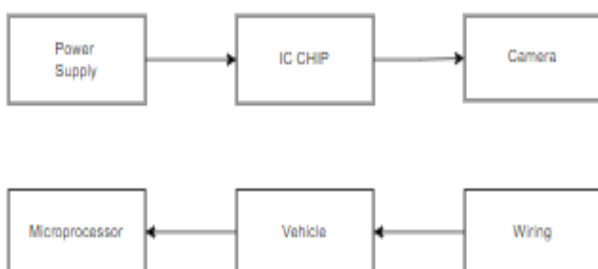 Power
Supply
IC CHIP
Camera
Microprocessor
Vehicle
Wiring